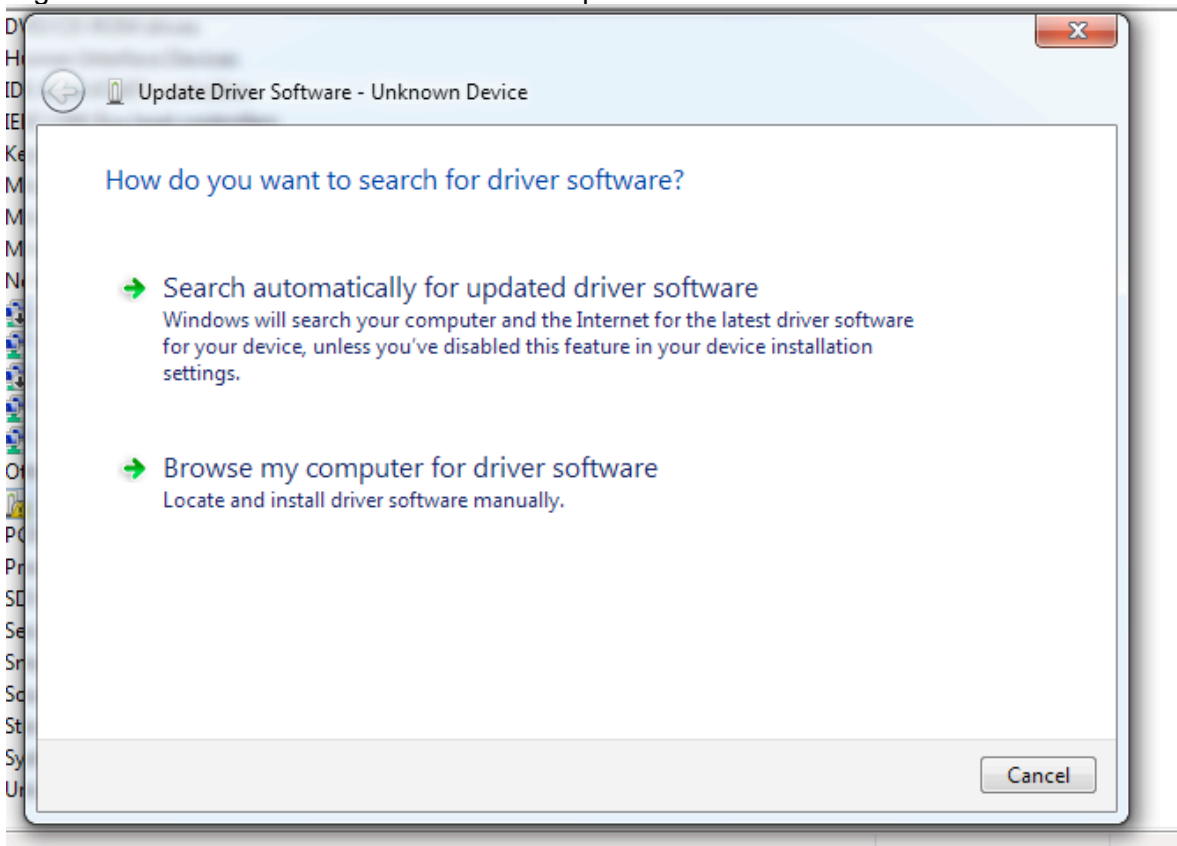 Update Driver Software - Unknown Device
How do you want to search for driver software?
Search automatically for updated driver software
Windows will search your computer and the Internet for the latest driver software
for your device, unless you've disabled this feature in your device installation
settings.
Browse my computer for driver software
Locate and install driver software manually.
Cancel